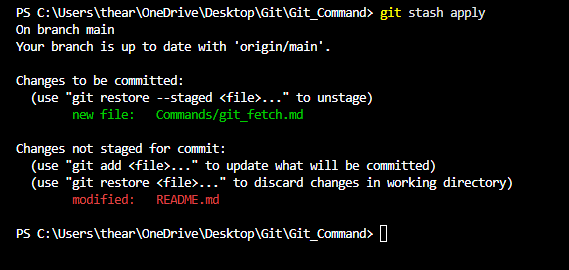 PS C:\Users\thear\OneDrive\Desktop\Git\Git_Command> git stash apply
On branch main
Your branch is up to date with 'origin/main'.
Changes to be committed:
(use "git restore --staged <file>..." to unstage)
new file:   Commands/git_fetch.md
Changes not staged for commit:
(use "git add <file>..." to update what will be committed)
(use "git restore <file>..." to discard changes in working directory)
modified:   README.md
PS C:\Users\thear\OneDrive\Desktop\Git\Git_Command>